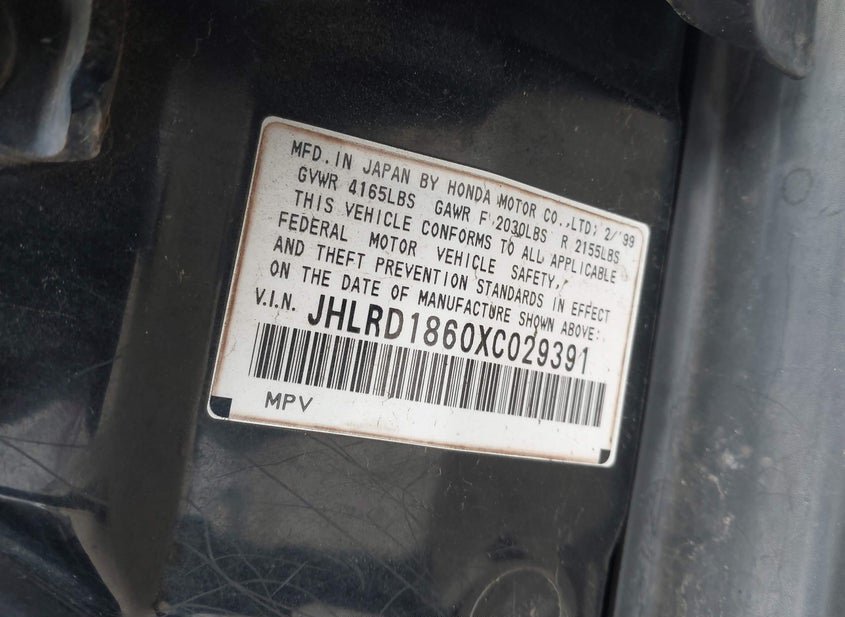 MFD. IN JAPAN BY HONDA MOTOR CO.,LTD; 2/'99
GVWR 4165LBS GAWR F 2030LBS R 2155LBS
THIS VEHICLE CONFORMS TO ALL APPLICABLE
FEDERAL MOTOR VEHICLE SAFETY,
AND THEFT PREVENTION STANDARDS IN EFFECT
ON THE DATE OF MANUFACTURE SHOWN ABOVE:
V.I.N. JHLRD1860XC029391
MPV